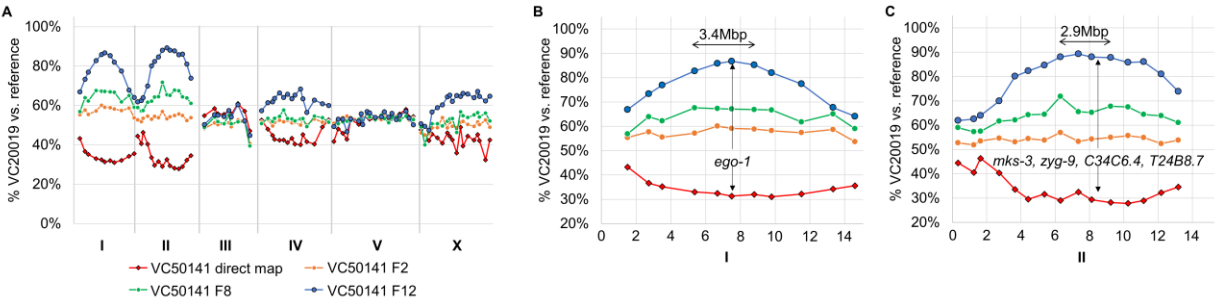 A
% VC20019 vs. reference
100%
80%
60%
40%
20%
0%
I II III IV V X
VC50141 direct map
VC50141 F2
VC50141 F8
VC50141 F12
B
% VC20019 vs. reference
100%
90%
80%
70%
60%
50%
40%
30%
20%
3.4Mbp
ego-1
0 2 4 6 8 10 12 14
I
C
% VC20019 vs. reference
100%
90%
80%
70%
60%
50%
40%
30%
20%
2.9Mbp
mks-3, zyg-9, C34C6.4, T24B8.7
0 2 4 6 8 10 12 14
II